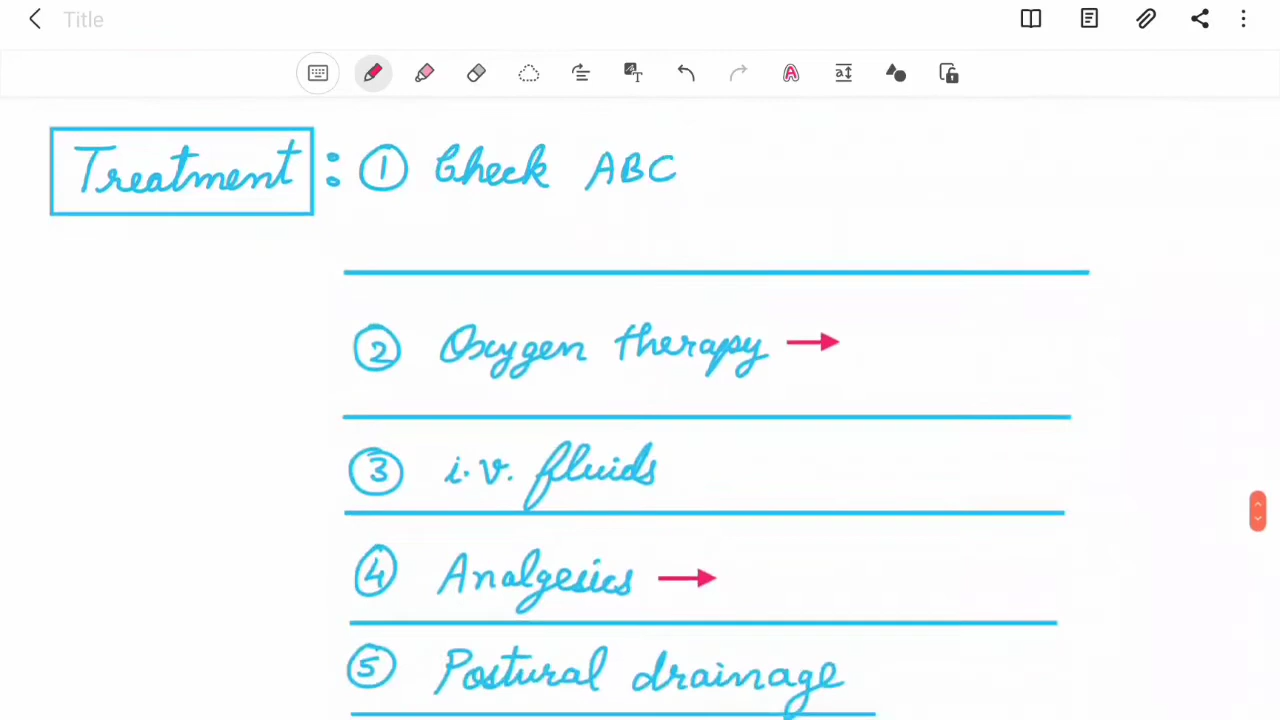 Title
Treatment : ① Check ABC
② Oxygen therapy →
③ i.v. fluids
④ Analgesics →
⑤ Postural drainage